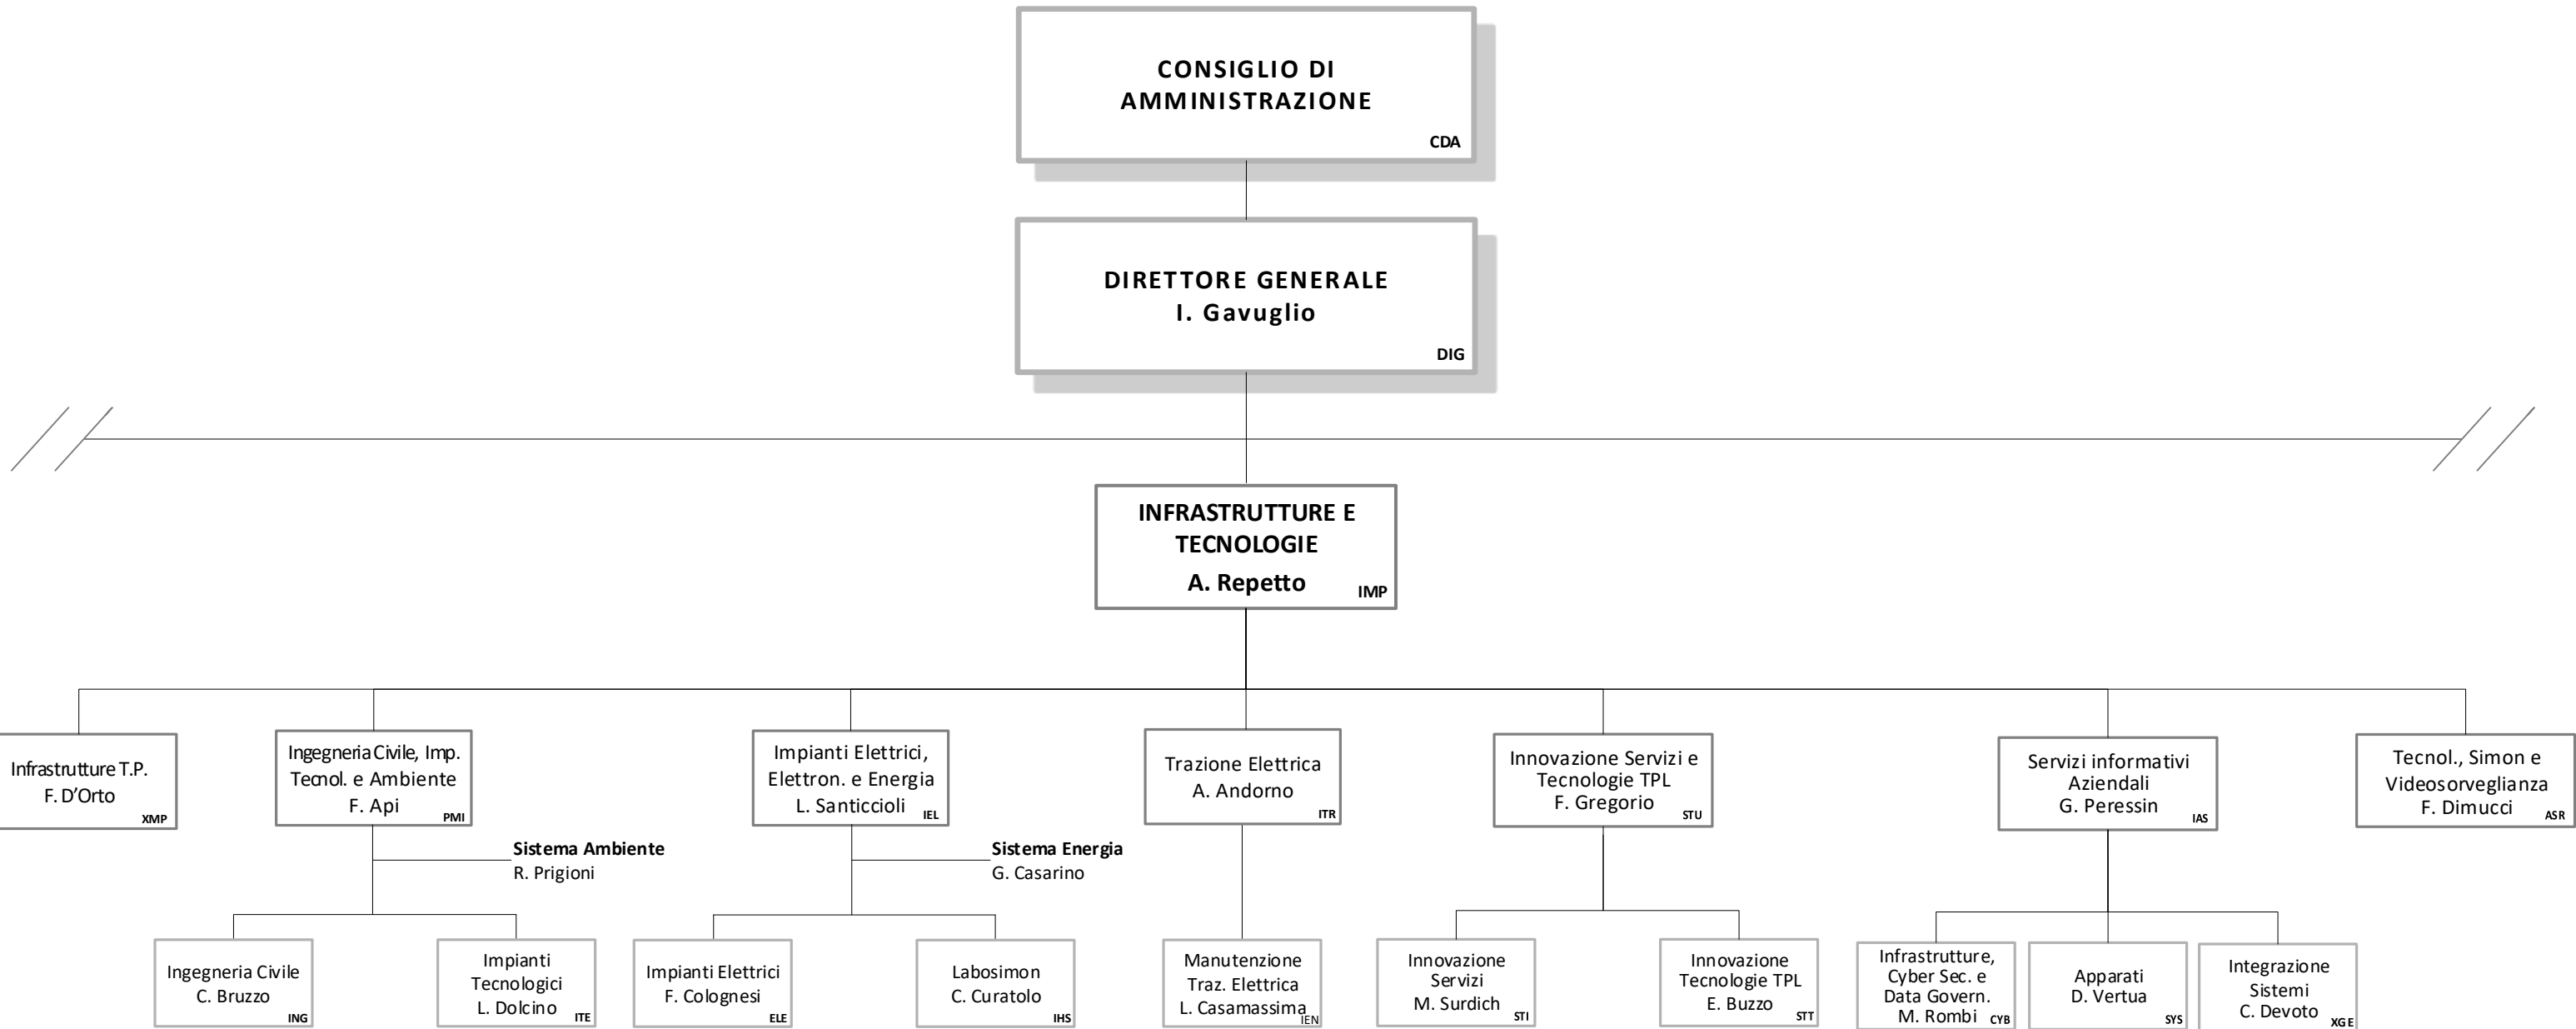 CONSIGLIO DI
AMMINISTRAZIONE
CDA
DIRETTORE GENERALE
I. Gavuglio
DIG
INFRASTRUTTURE E
TECNOLOGIE
A. Repetto
IMP
Infrastrutture T.P.
F. D’Orto
XMP
Ingegneria Civile, Imp.
Tecnol. e Ambiente
F. Api
PMI
Impianti Elettrici,
Elettron. e Energia
L. Santiccioli
IEL
Trazione Elettrica
A. Andorno
ITR
Innovazione Servizi e
Tecnologie TPL
F. Gregorio
STU
Servizi informativi
Aziendali
G. Peressin
IAS
Tecnol., Simon e
Videosorveglianza
F. Dimucci
ASR
Sistema Ambiente
R. Prigioni
Sistema Energia
G. Casarino
Ingegneria Civile
C. Bruzzo
ING
Impianti
Tecnologici
L. Dolcino
ITE
Impianti Elettrici
F. Colognesi
ELE
Labosimon
C. Curatolo
IHS
Manutenzione
Traz. Elettrica
L. Casamassima
IEN
Innovazione
Servizi
M. Surdich
STI
Innovazione
Tecnologie TPL
E. Buzzo
STT
Infrastrutture,
Cyber Sec. e
Data Govern.
M. Rombi
CYB
Apparati
D. Vertua
SYS
Integrazione
Sistemi
C. Devoto
XGE